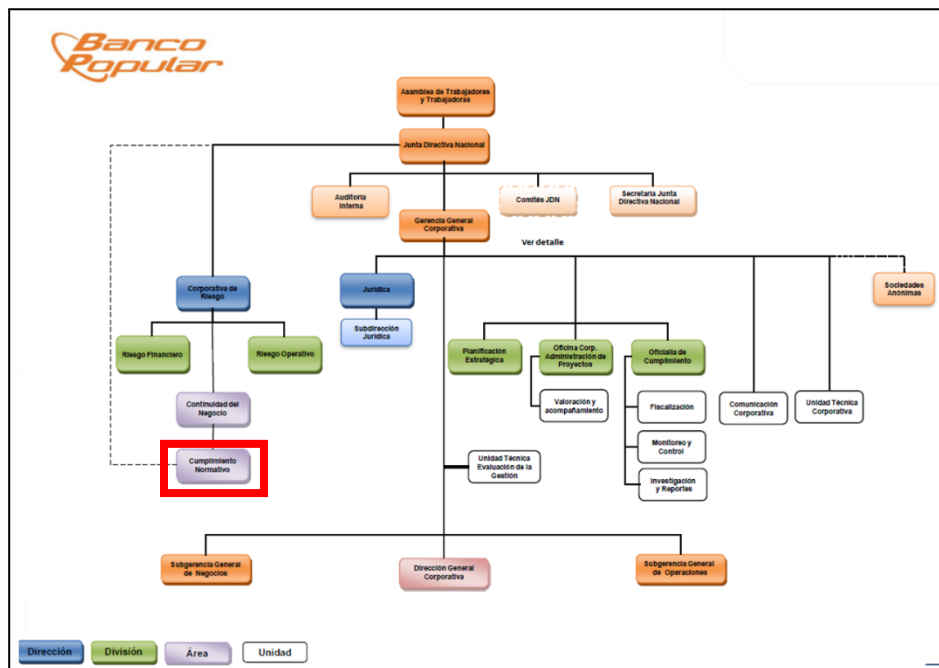 Banco
Popular
Asamblea de Trabajadores
y Trabajadoras
Junta Directiva Nacional
Auditoría
Interna
Comités JDN
Secretaría Junta
Directiva Nacional
Gerencia General
Corporativa
Ver detalle
Corporativa de
Riesgo
Jurídica
Sociedades
Anónimas
Subdirección
Jurídica
Riesgo Financiero
Riesgo Operativo
Planificación
Estratégica
Oficina Corp.
Administración de
Proyectos
Oficialía de
Cumplimiento
Continuidad del
Negocio
Valoración y
acompañamiento
Fiscalización
Comunicación
Corporativa
Unidad Técnica
Corporativa
Cumplimiento
Normativo
Unidad Técnica
Evaluación de la
Gestión
Monitoreo y
Control
Investigación
y Reportes
Subgerencia General
de Negocios
Dirección General
Corporativa
Subgerencia General
de Operaciones
Dirección
División
Área
Unidad